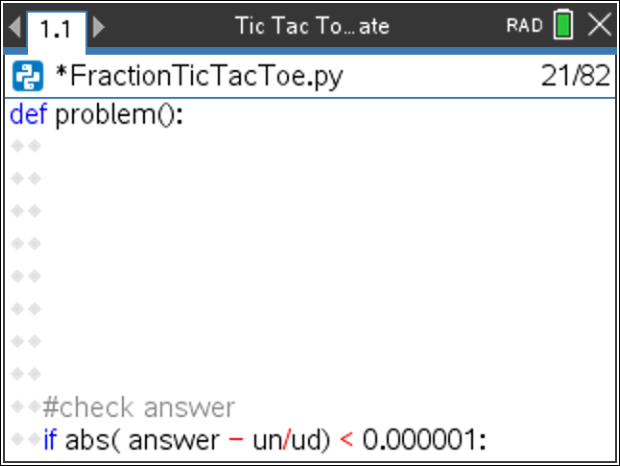 1.1 Tic Tac To...ate RAD
*FractionTicTacToe.py 21/82
def problem():
#check answer
if abs( answer - un/ud) < 0.000001: